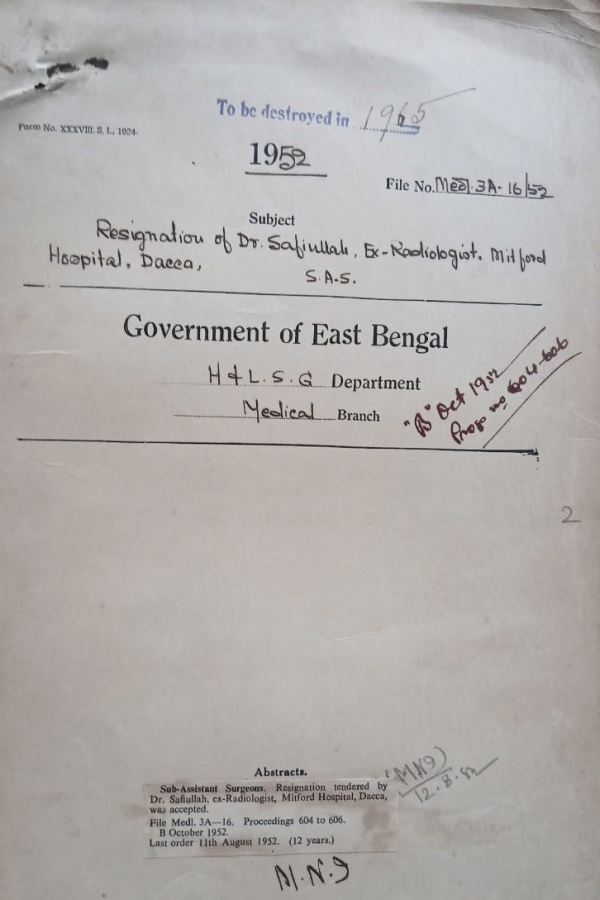 To be destroyed in 1965
Form No. XXXVIII. S. L., 1024.
1952
File No. Medl. 3A-16/52
Subject
Resignation of Dr. Safiullah, Ex-Radiologist. Mitford
Hospital, Dacca,
S.A.S.
Government of East Bengal
H & L. S. G Department
Medical Branch
"B" Oct 1952
Progs no 604-606
2
Abstracts.
Sub-Assistant Surgeons. Resignation tendered by
Dr. Safiullah, ex-Radiologist, Mitford Hospital, Dacca,
was accepted.
File Medl. 3A—16. Proceedings 604 to 606.
B October 1952.
Last order 11th August 1952. (12 years.)
12.8.52